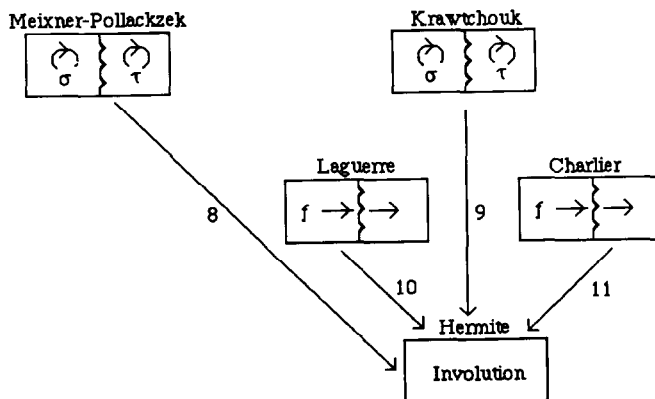 Meixner-Pollackzek
Krawtchouk
σ τ
σ τ
Laguerre
Charlier
f
f
8
9
10
11
Hermite
Involution